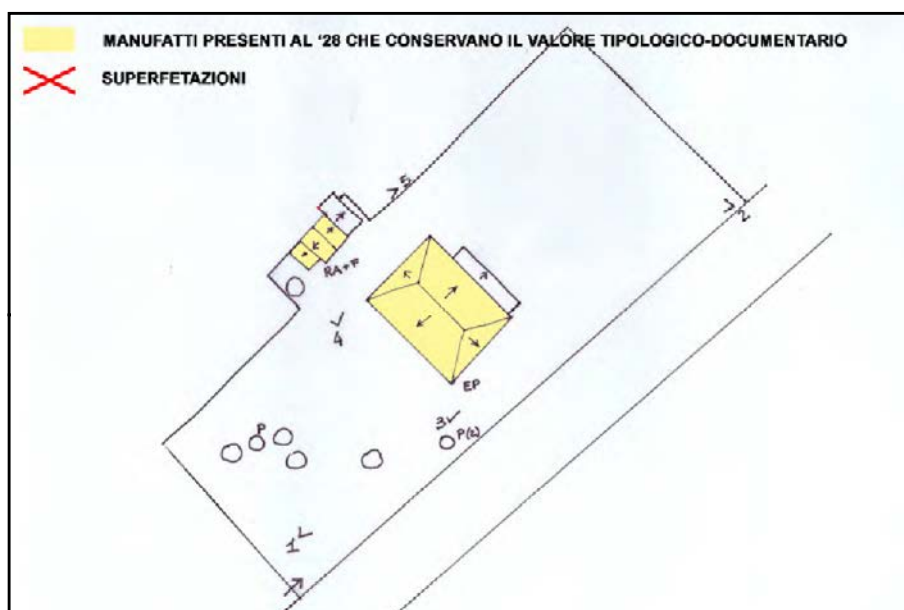 MANUFATTI PRESENTI AL '28 CHE CONSERVANO IL VALORE TIPOLOGICO-DOCUMENTARIO
SUPERFETAZIONI
5
2
RA+F
4
EP
3
P(2)
P
1